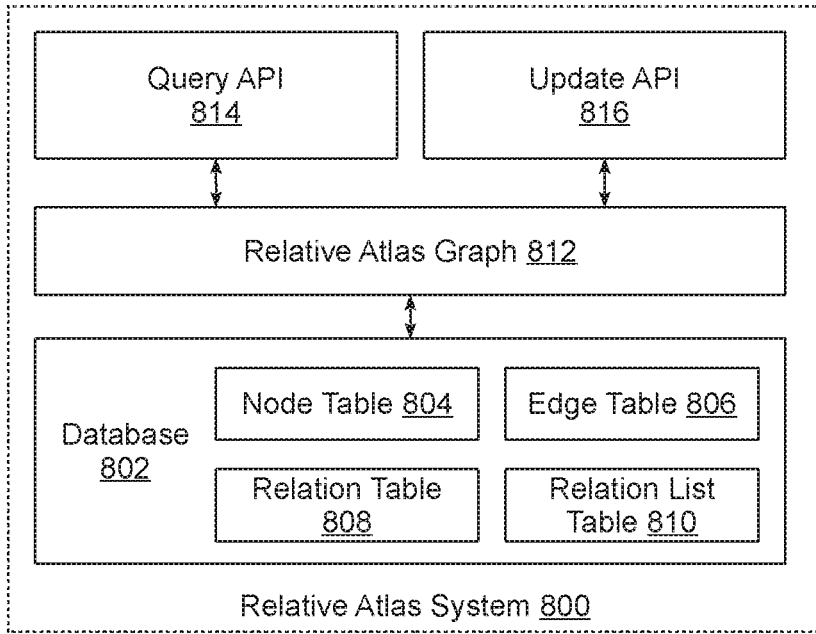 Query API
814
Update API
816
Relative Atlas Graph 812
Database
802
Node Table 804
Edge Table 806
Relation Table
808
Relation List
Table 810
Relative Atlas System 800